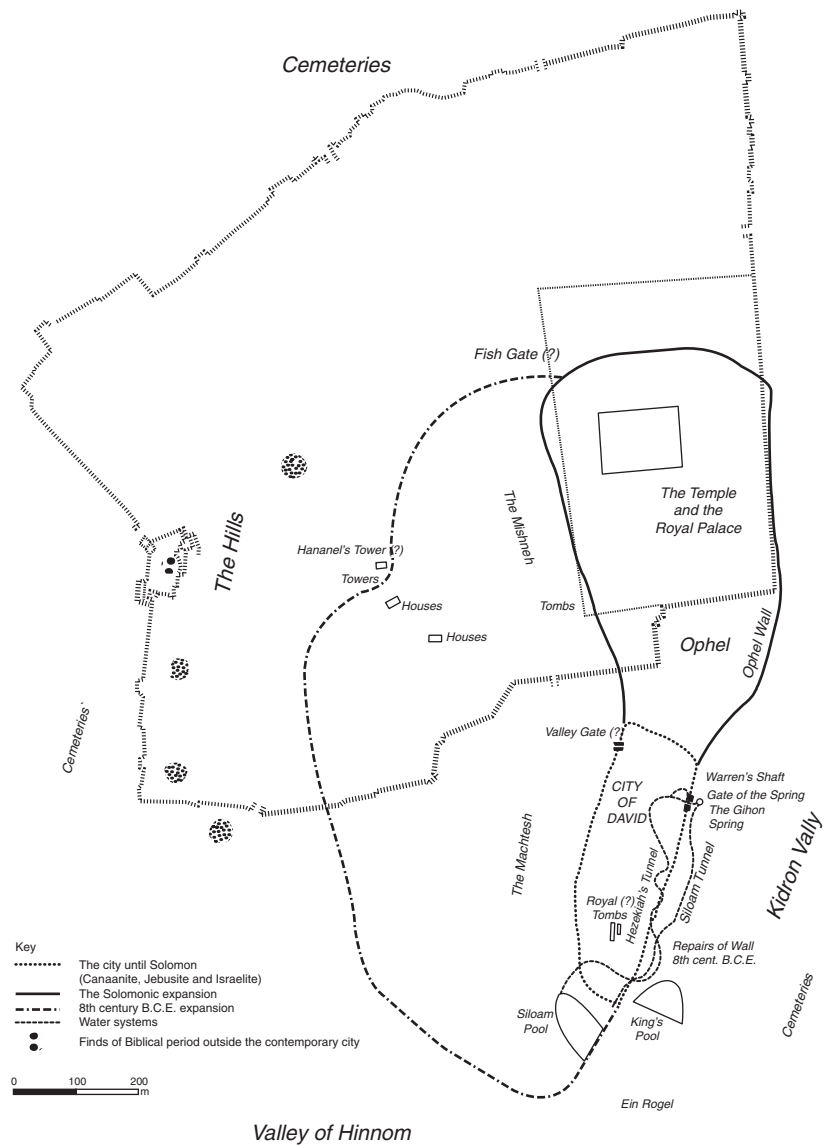 Cemeteries
Fish Gate (?)
The Mishneh
The Temple
and the
Royal Palace
The Hills
Hananel's Tower (?)
Towers
Houses
Houses
Tombs
Ophel
Ophel Wall
Cemeteries
Valley Gate (?)
CITY
OF
DAVID
Warren's Shaft
Gate of the Spring
The Gihon
Spring
The Machtesh
Hezekiah's Tunnel
Siloam Tunnel
Kidron Vally
Royal (?)
Tombs
Repairs of Wall
8th cent. B.C.E.
Siloam
Pool
King's
Pool
Cemeteries
Ein Rogel
Valley of Hinnom
Key
The city until Solomon
(Canaanite, Jebusite and Israelite)
The Solomonic expansion
8th century B.C.E. expansion
Water systems
Finds of Biblical period outside the contemporary city
0 100 200
m